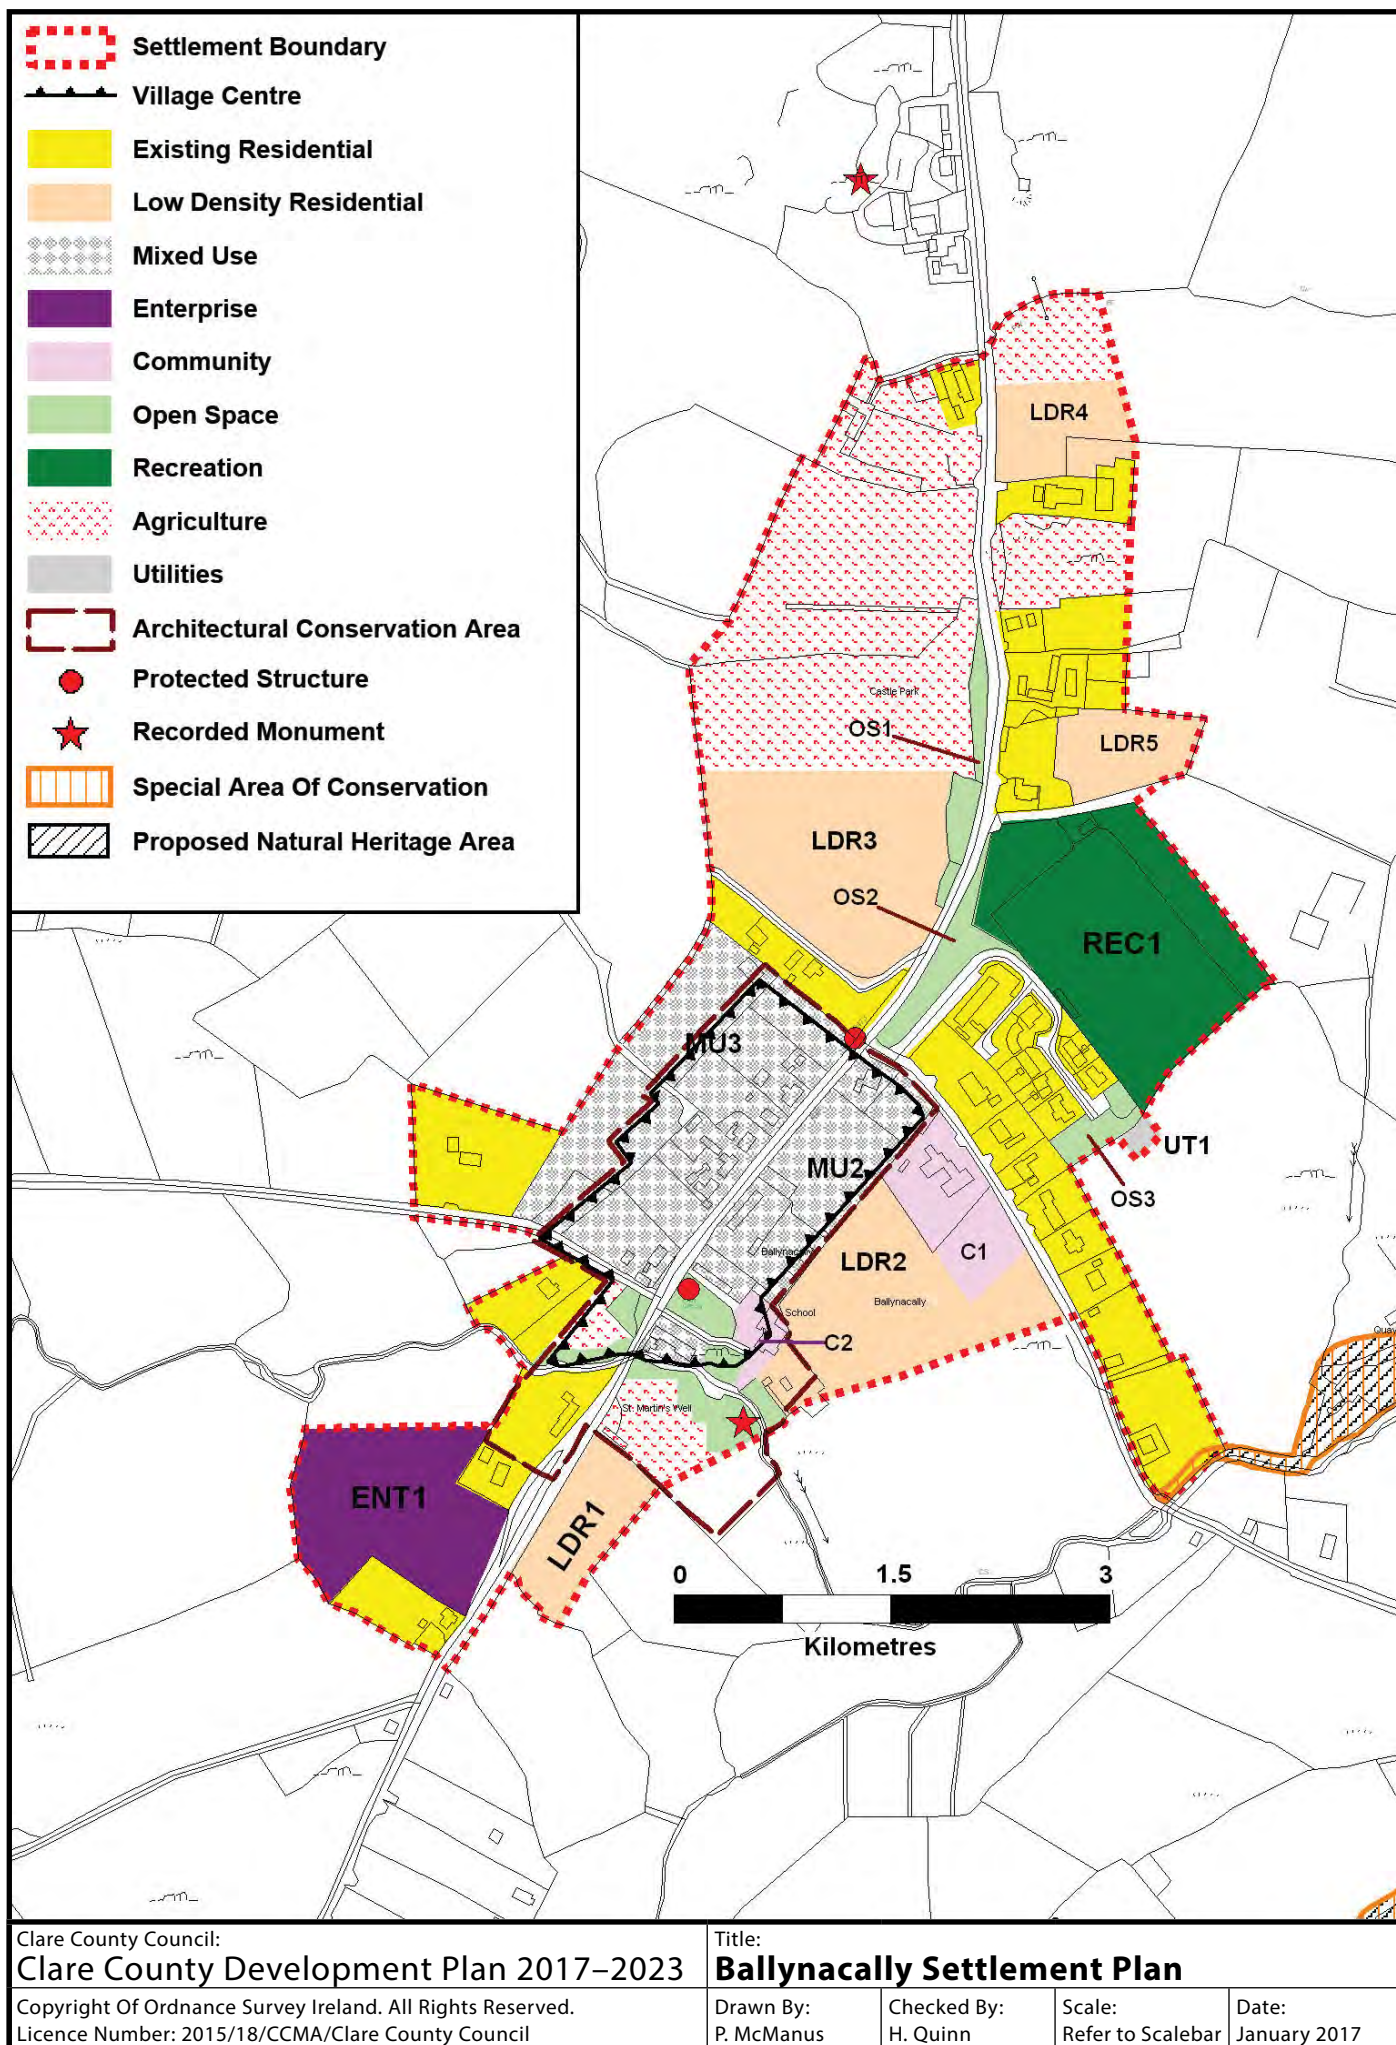 Settlement Boundary
Village Centre
Existing Residential
Low Density Residential
Mixed Use
Enterprise
Community
Open Space
Recreation
Agriculture
Utilities
Architectural Conservation Area
Protected Structure
Recorded Monument
Special Area Of Conservation
Proposed Natural Heritage Area
LDR4
Castle Park
OS1
LDR5
LDR3
OS2
REC1
MU3
MU2
UT1
OS3
C1
LDR2
Ballynacally
School
C2
St. Martin's Well
ENT1
LDR1
0 1.5 3
Kilometres
Clare County Council:
Clare County Development Plan 2017–2023
Copyright Of Ordnance Survey Ireland. All Rights Reserved.
Licence Number: 2015/18/CCMA/Clare County Council
Title:
Ballynacally Settlement Plan
Drawn By:
P. McManus
Checked By:
H. Quinn
Scale:
Refer to Scalebar
Date:
January 2017